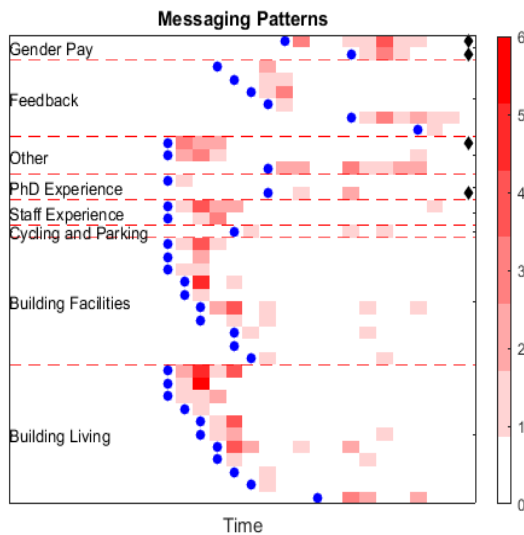 Messaging Patterns
Gender Pay
Feedback
Other
PhD Experience
Staff Experience
Cycling and Parking
Building Facilities
Building Living
Time
6
5
4
3
2
1
0